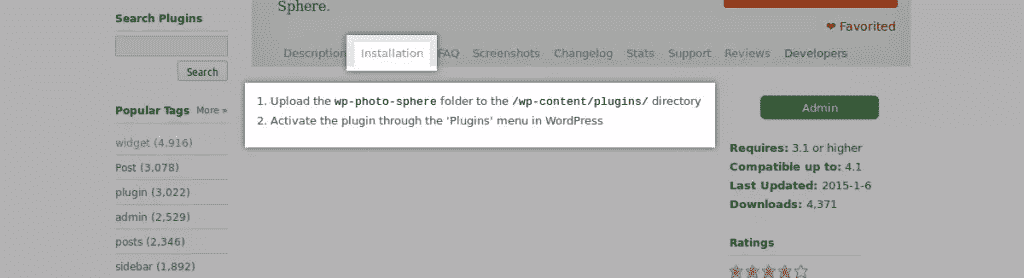 Sphere.
Search Plugins
Search
Popular Tags More »
widget (4,916)
Post (3,078)
plugin (3,022)
admin (2,529)
posts (2,346)
sidebar (1,892)
❤ Favorited
Description Installation FAQ Screenshots Changelog Stats Support Reviews Developers
1. Upload the wp-photo-sphere folder to the /wp-content/plugins/ directory
2. Activate the plugin through the 'Plugins' menu in WordPress
Admin
Requires: 3.1 or higher
Compatible up to: 4.1
Last Updated: 2015-1-6
Downloads: 4,371
Ratings